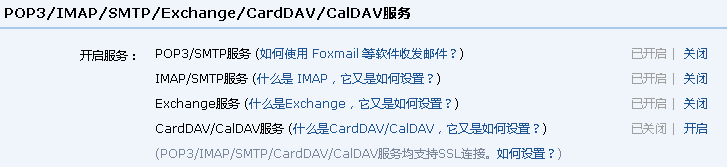 POP3/IMAP/SMTP/Exchange/CardDAV/CalDAV服务
开启服务： POP3/SMTP服务 (如何使用 Foxmail 等软件收发邮件？) 已开启 | 关闭
IMAP/SMTP服务 (什么是 IMAP，它又是如何设置？) 已开启 | 关闭
Exchange服务 (什么是Exchange，它又是如何设置？) 已开启 | 关闭
CardDAV/CalDAV服务 (什么是CardDAV/CalDAV，它又是如何设置？) 已关闭 | 开启
(POP3/IMAP/SMTP/CardDAV/CalDAV服务均支持SSL连接。如何设置？)